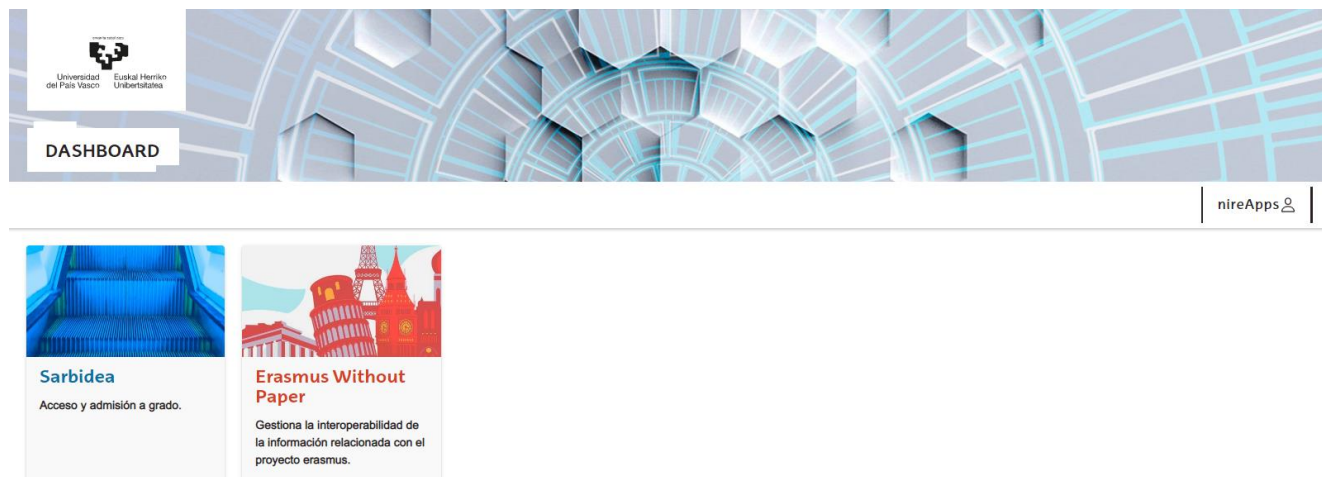 Universidad
del País Vasco
Euskal Herriko
Unibertsitatea
DASHBOARD
nireApps
Sarbidea
Acceso y admisión a grado.
Erasmus Without
Paper
Gestiona la interoperabilidad de
la información relacionada con el
proyecto erasmus.